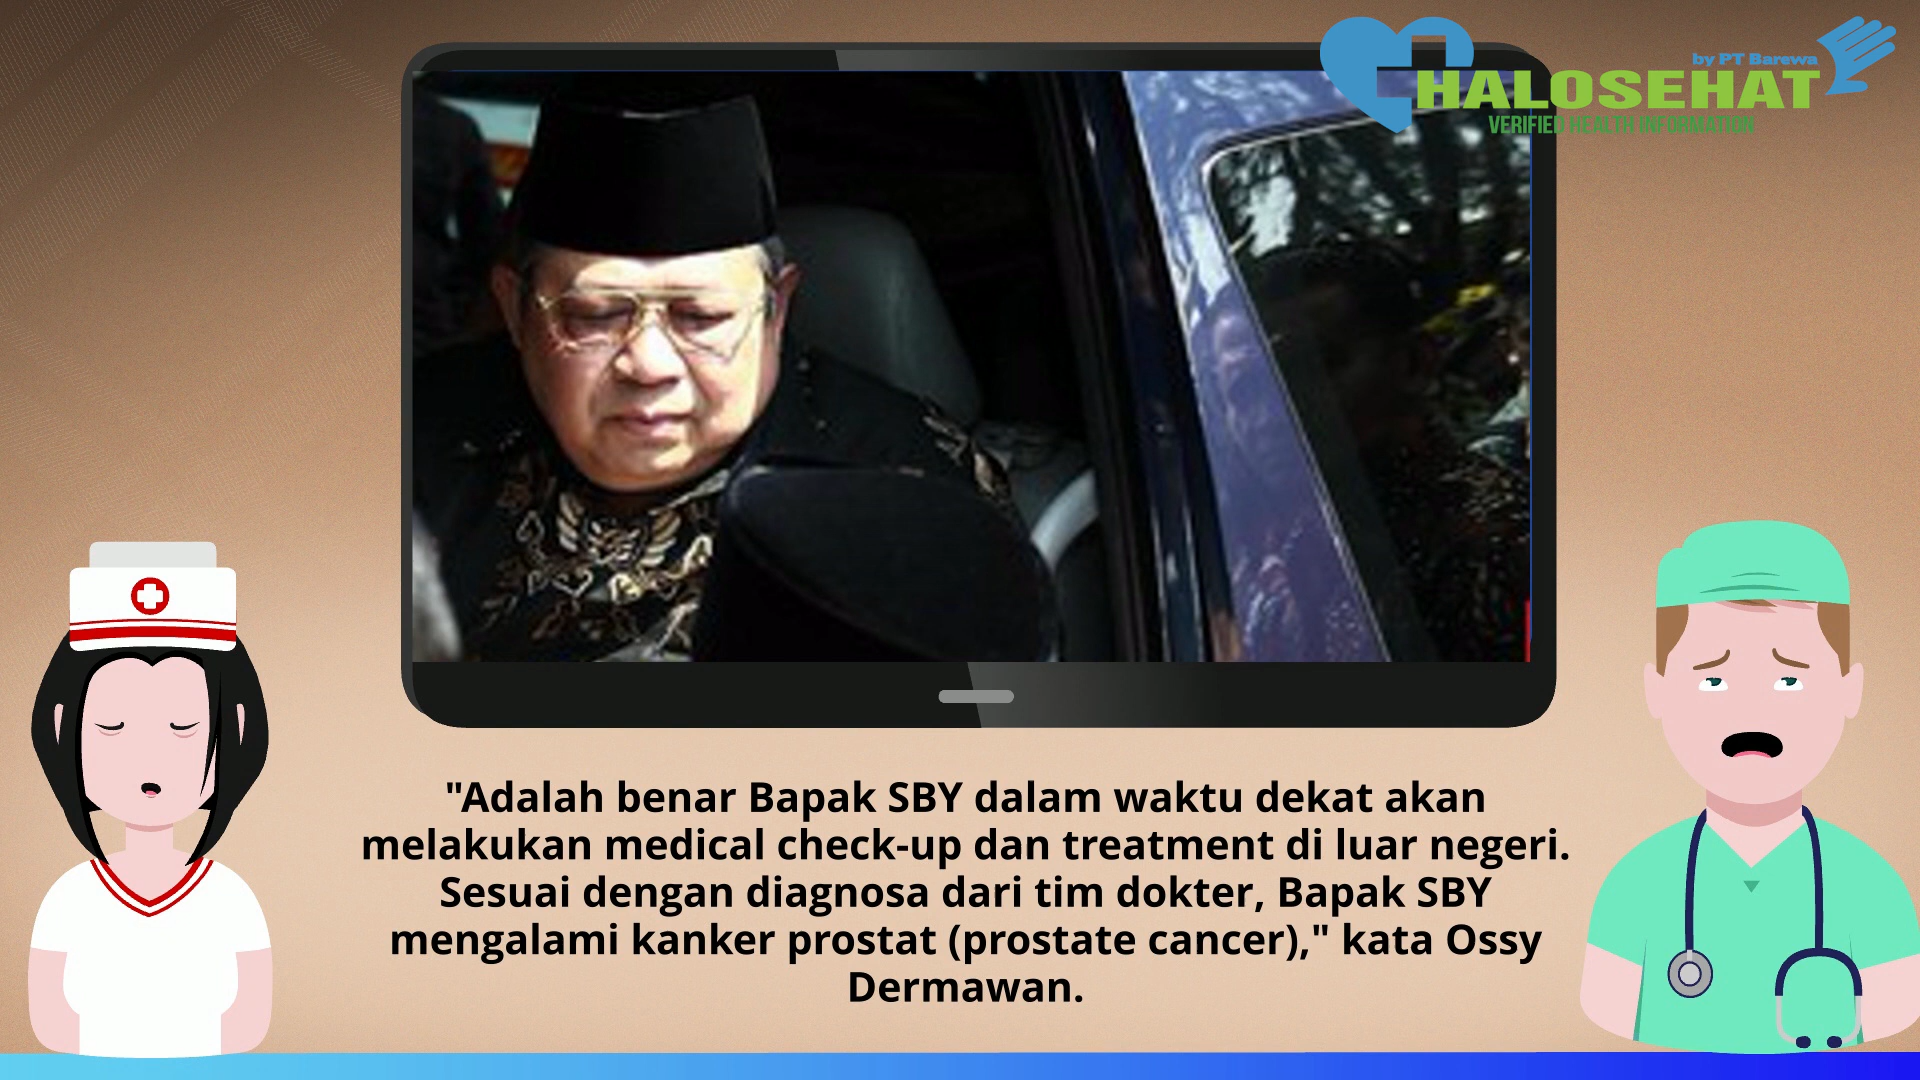 by PT Barewa
HALOSEHAT
VERIFIED HEALTH INFORMATION
"Adalah benar Bapak SBY dalam waktu dekat akan
melakukan medical check-up dan treatment di luar negeri.
Sesuai dengan diagnosa dari tim dokter, Bapak SBY
mengalami kanker prostat (prostate cancer)," kata Ossy
Dermawan.